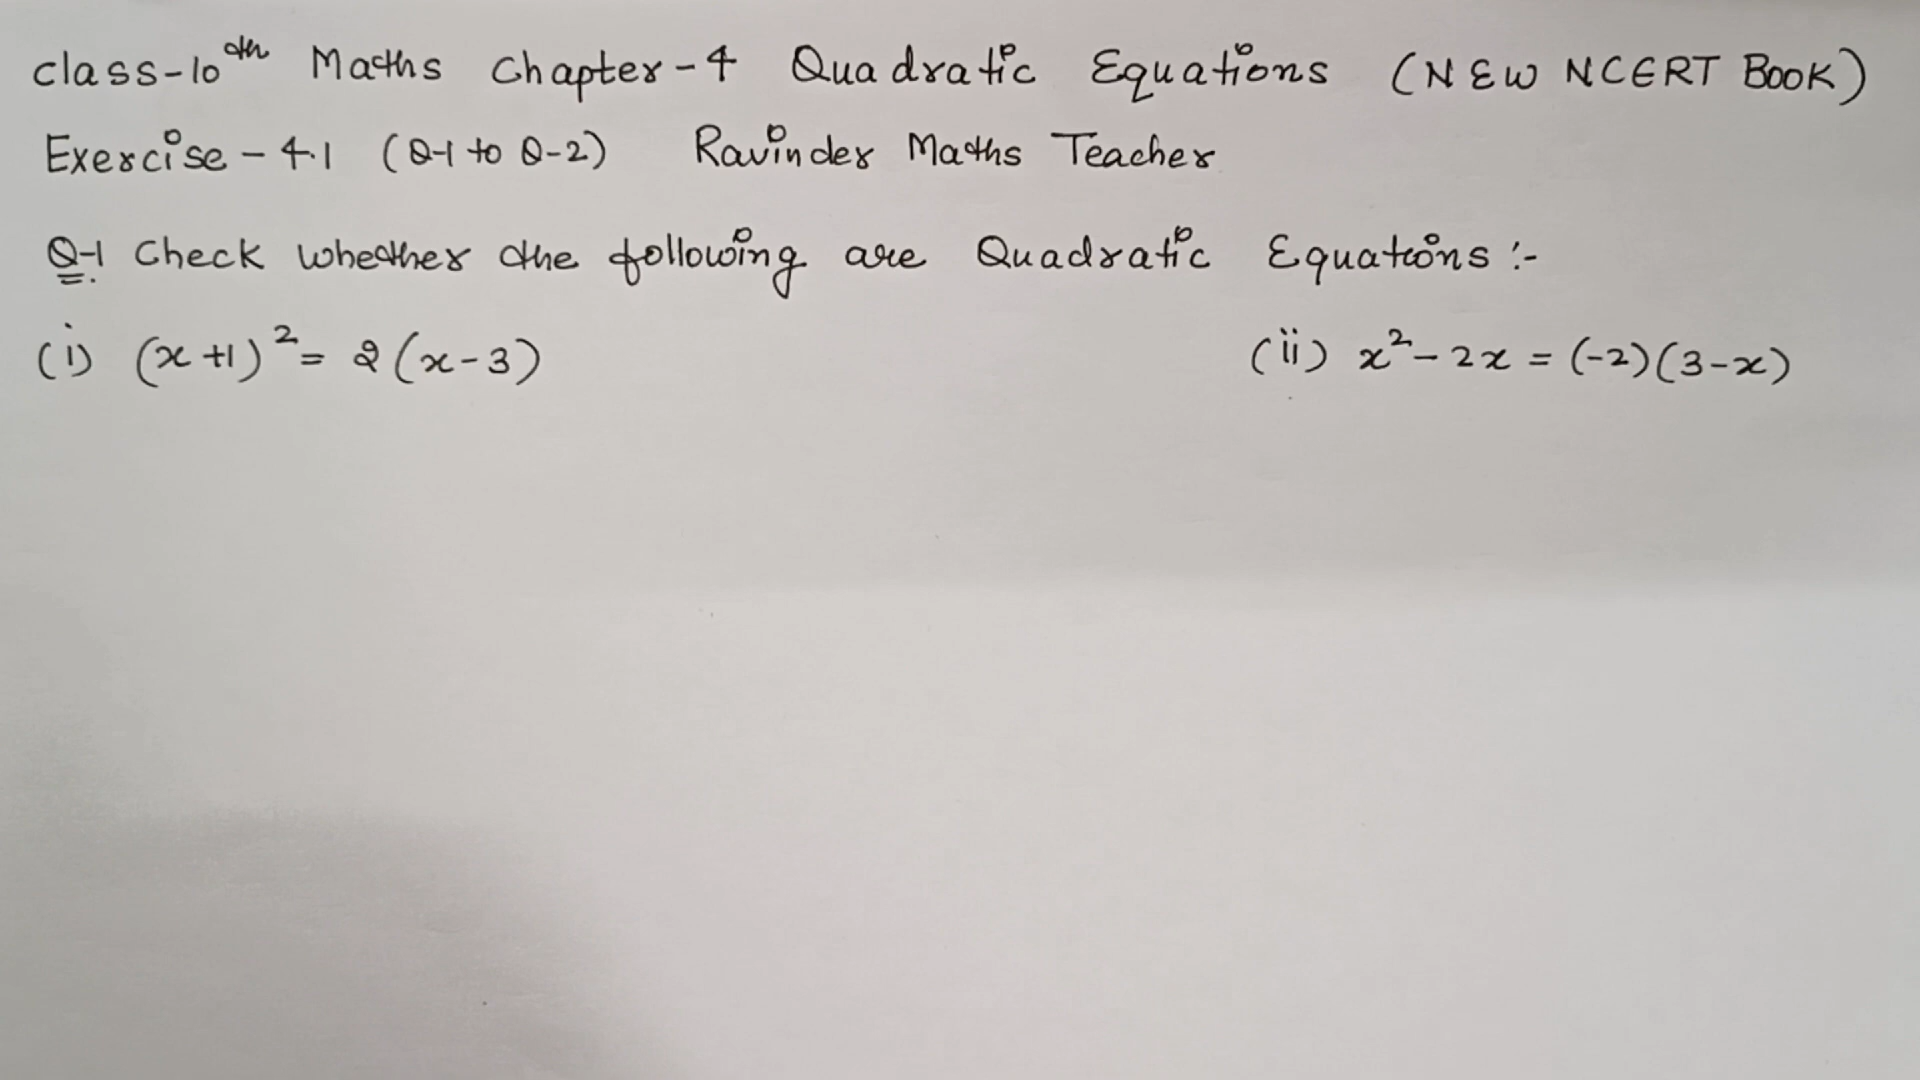 class-10th Maths Chapter-4 Quadratic Equations (NEW NCERT BOOK)
Exercise-4.1 (Q-1 to Q-2) Ravinder Maths Teacher
Q-1 Check whether the following are Quadratic Equations :-
(i) (x+1)² = 2(x-3) (ii) x² - 2x = (-2)(3-x)